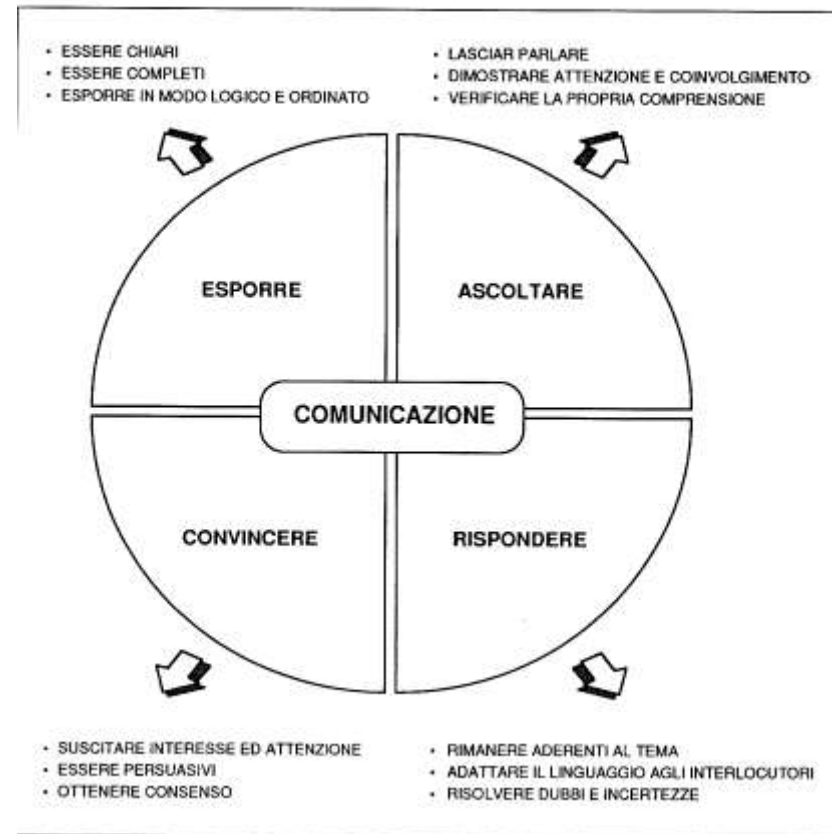 • ESSERE CHIARI
• ESSERE COMPLETI
• ESPORRE IN MODO LOGICO E ORDINATO
• LASCIAR PARLARE
• DIMOSTRARE ATTENZIONE E COINVOLGIMENTO
• VERIFICARE LA PROPRIA COMPRENSIONE
ESPORRE
ASCOLTARE
COMUNICAZIONE
CONVINCERE
RISPONDERE
• SUSCITARE INTERESSE ED ATTENZIONE
• ESSERE PERSUASIVI
• OTTENERE CONSENSO
• RIMANERE ADERENTI AL TEMA
• ADATTARE IL LINGUAGGIO AGLI INTERLOCUTORI
• RISOLVERE DUBBI E INCERTEZZE